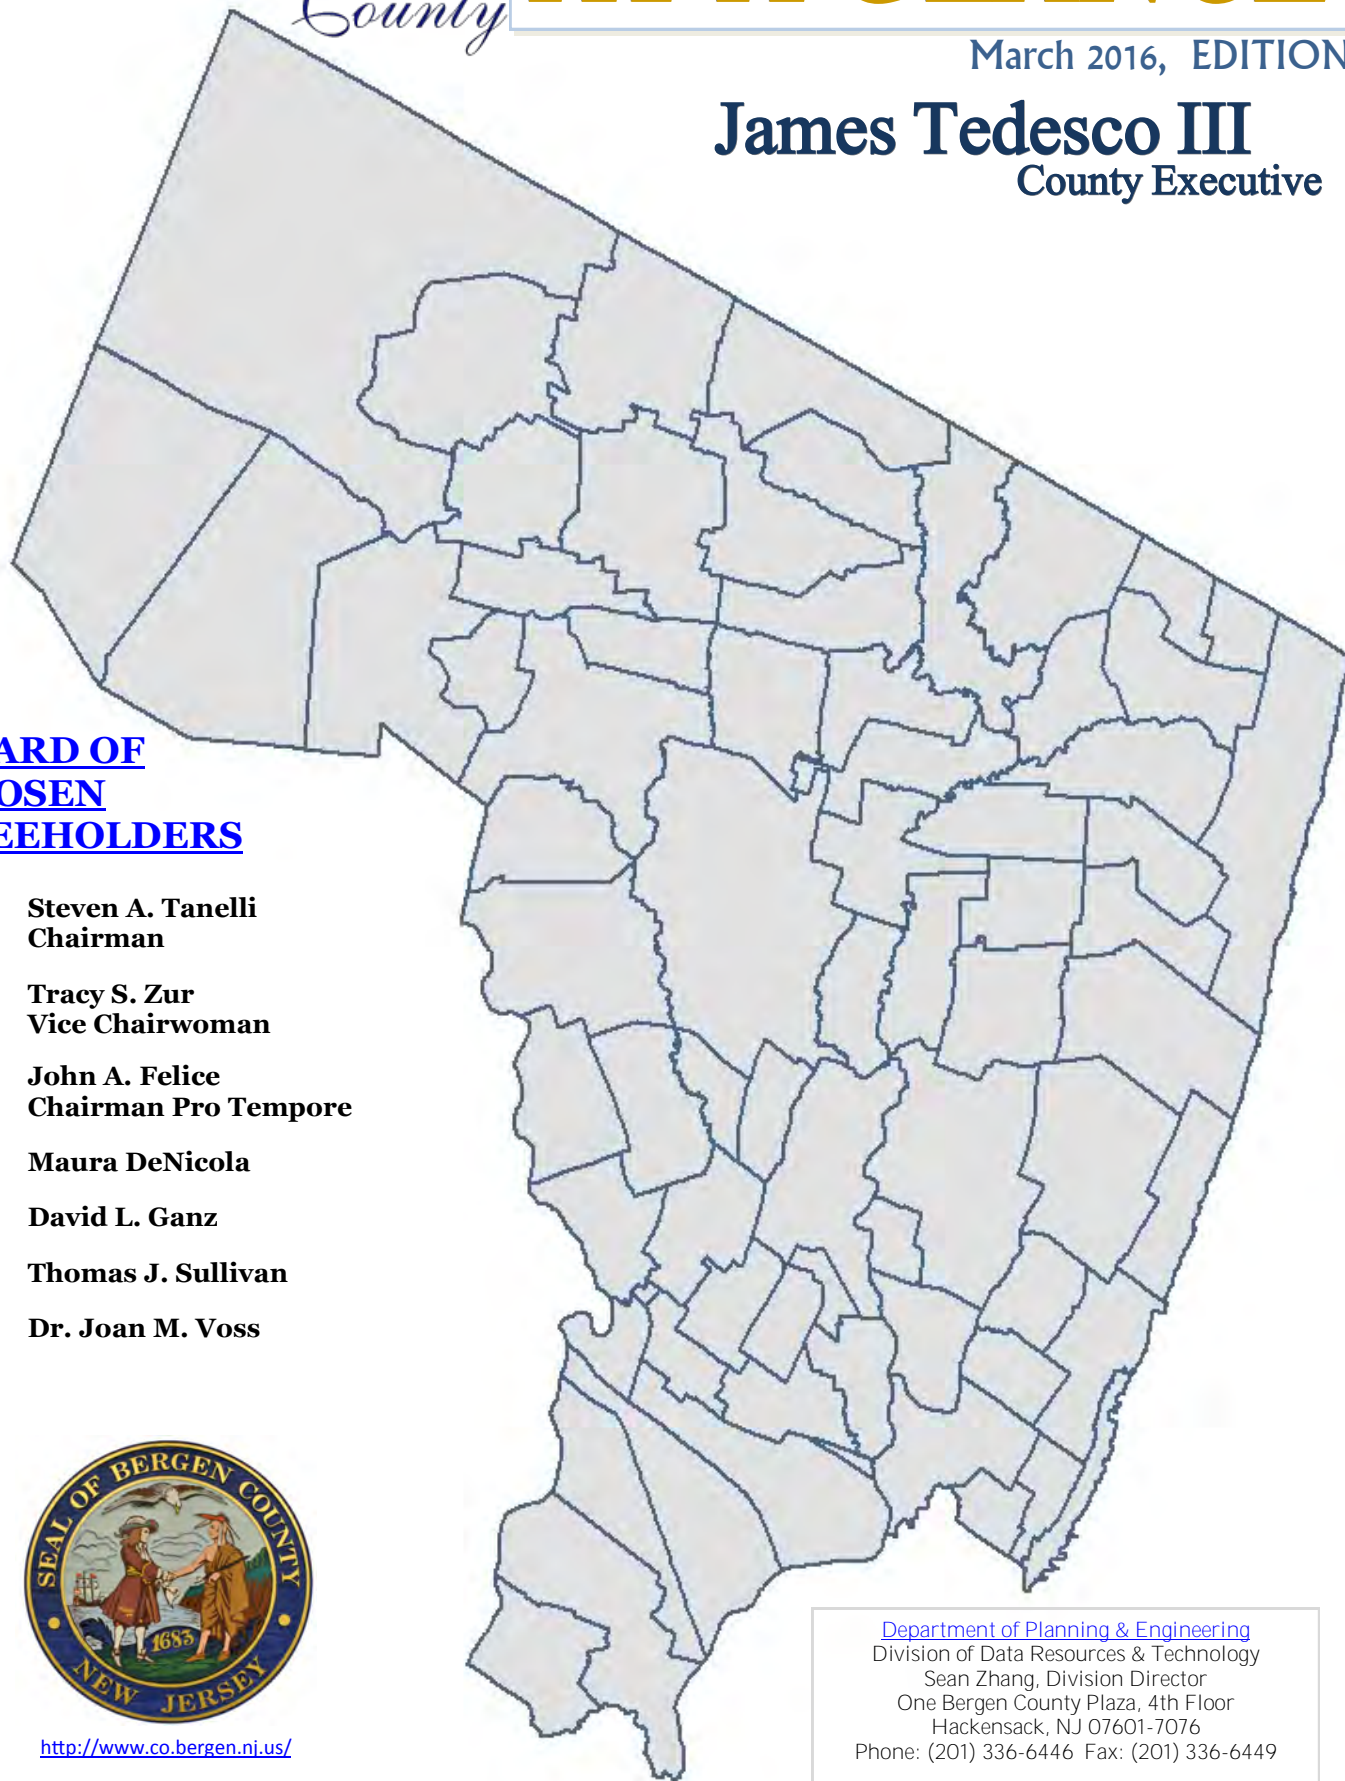 County
March 2016, EDITION
James Tedesco III
County Executive
ARD OF
OSEN
EEHOLDERS
Steven A. Tanelli
Chairman
Tracy S. Zur
Vice Chairwoman
John A. Felice
Chairman Pro Tempore
Maura DeNicola
David L. Ganz
Thomas J. Sullivan
Dr. Joan M. Voss
SEAL OF BERGEN COUNTY
1683
NEW JERSEY
http://www.co.bergen.nj.us/
Department of Planning & Engineering
Division of Data Resources & Technology
Sean Zhang, Division Director
One Bergen County Plaza, 4th Floor
Hackensack, NJ 07601-7076
Phone: (201) 336-6446 Fax: (201) 336-6449